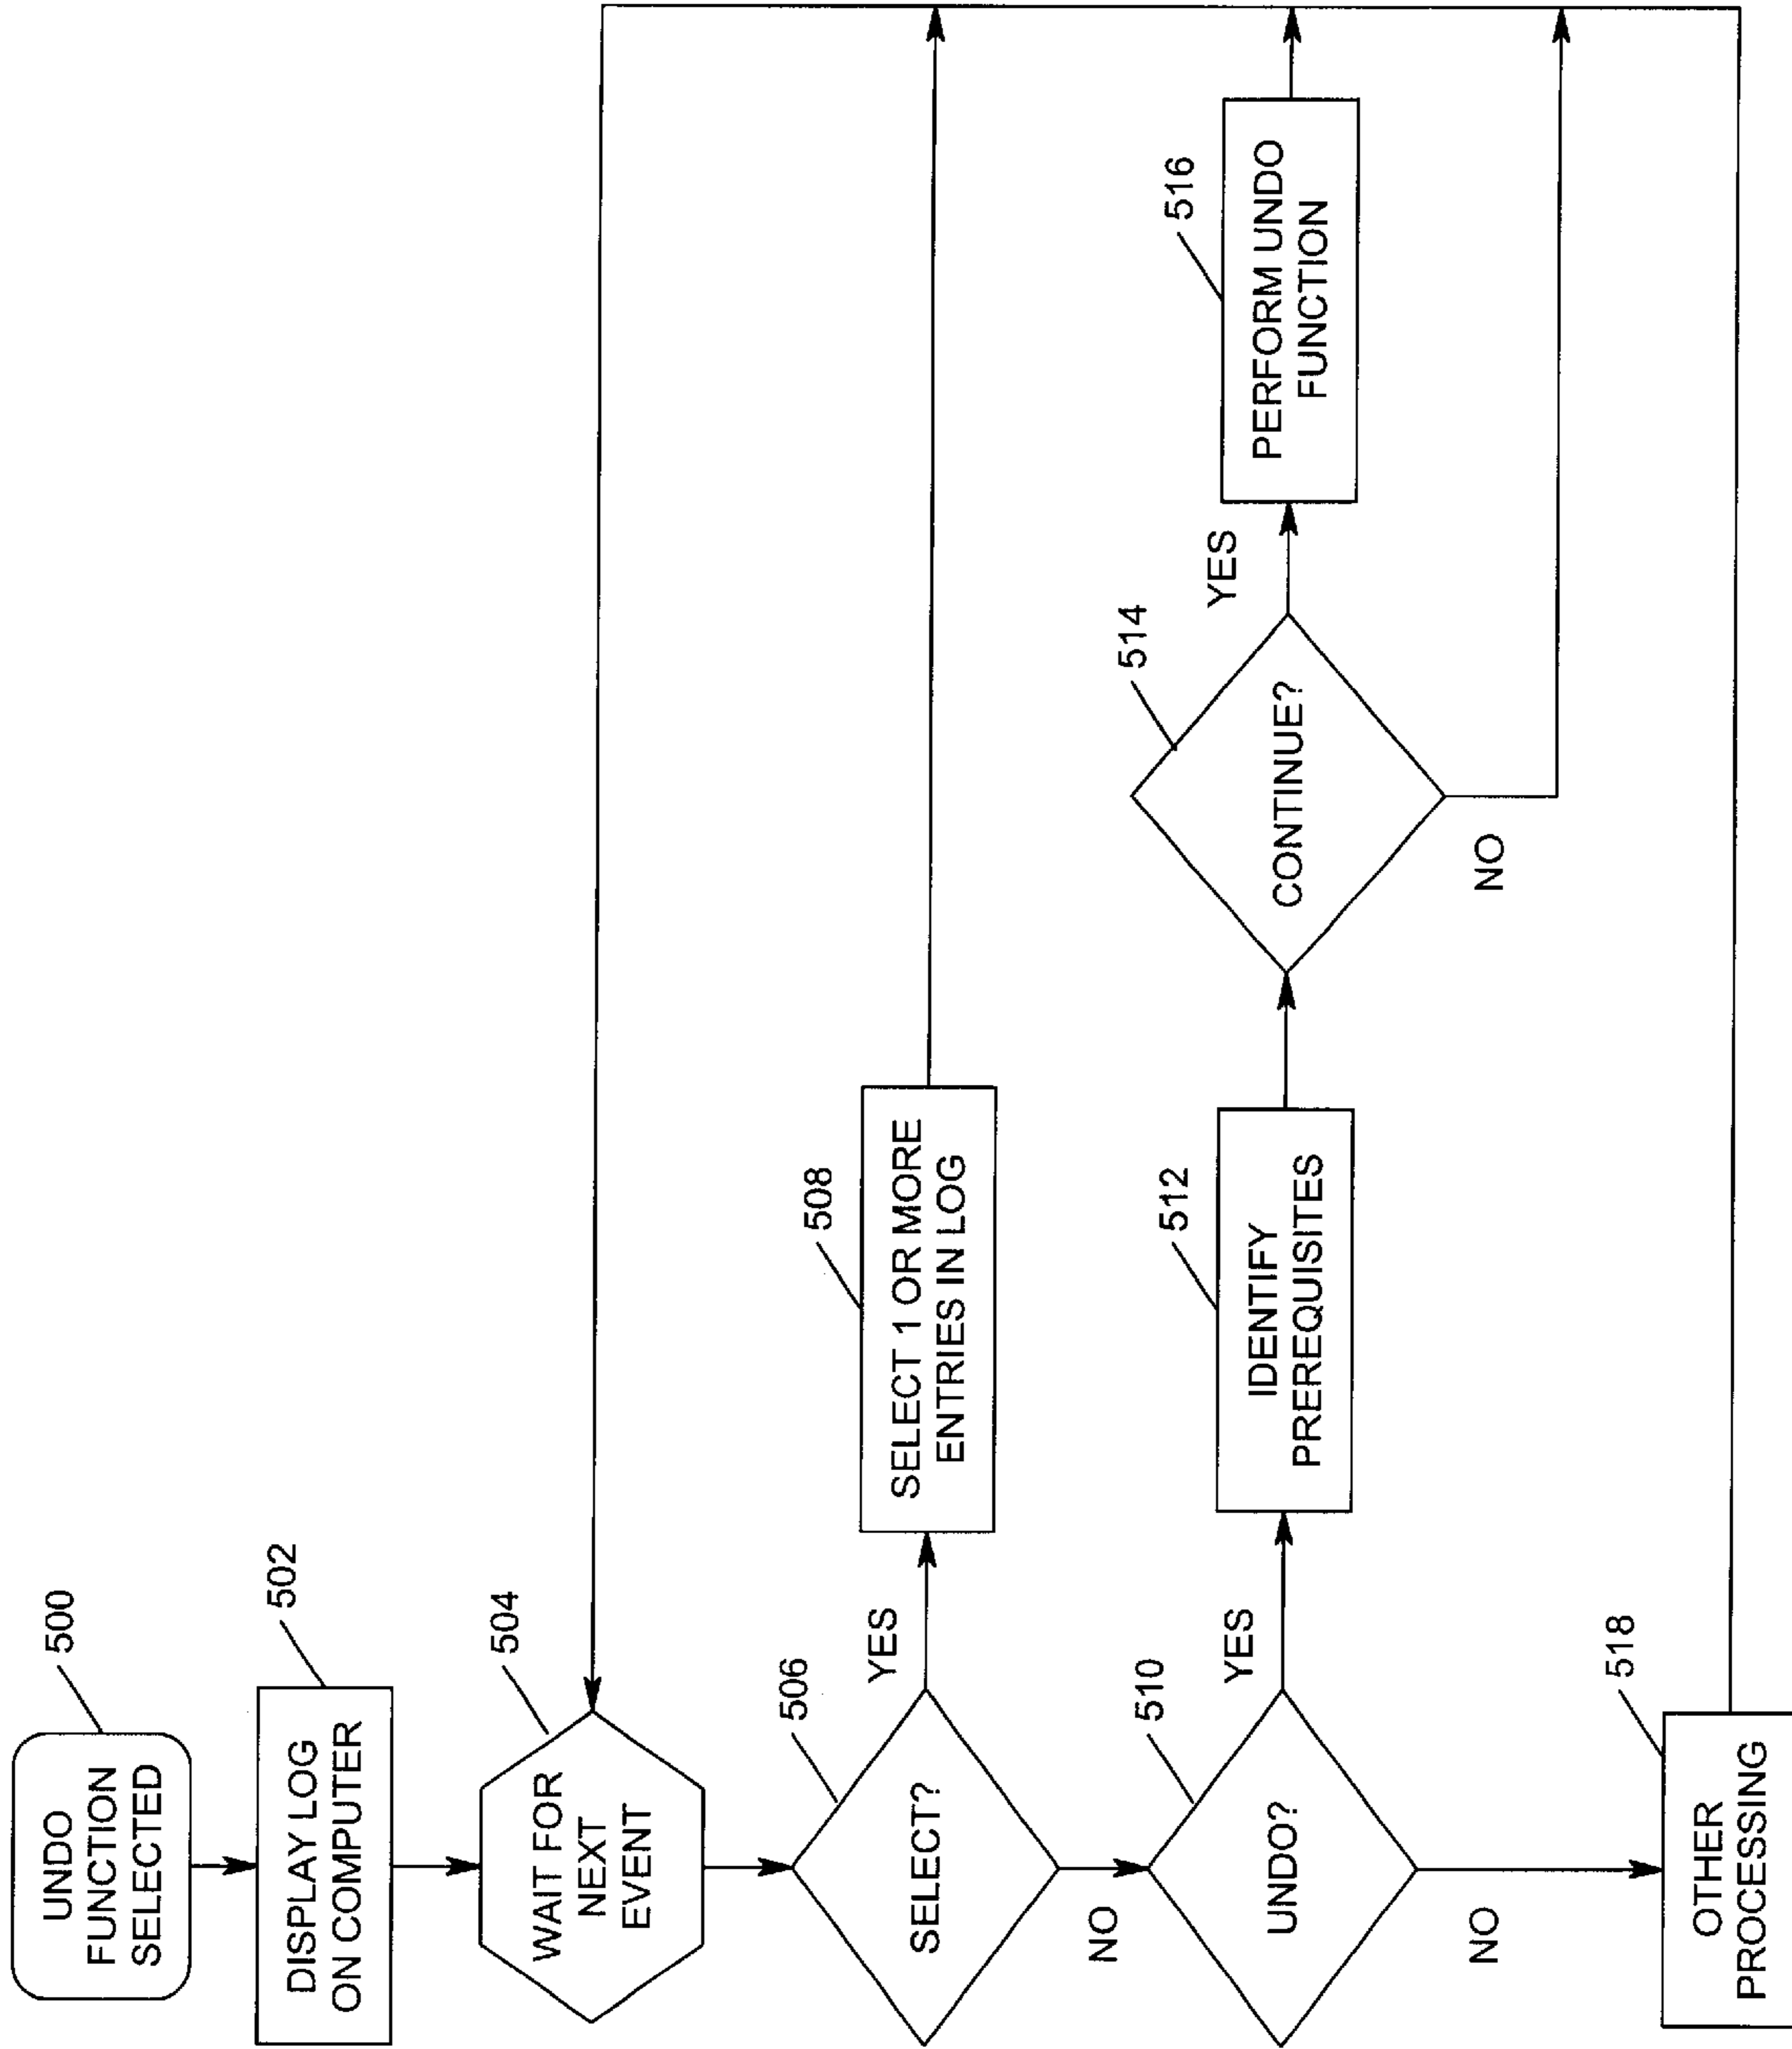 500
UNDO
FUNCTION
SELECTED
502
DISPLAY LOG
ON COMPUTER
504
WAIT FOR
NEXT
EVENT
506
SELECT?
YES
NO
508
SELECT 1 OR MORE
ENTRIES IN LOG
510
UNDO?
YES
NO
512
IDENTIFY
PREREQUISITES
514
CONTINUE?
YES
NO
516
PERFORM UNDO
FUNCTION
518
OTHER
PROCESSING